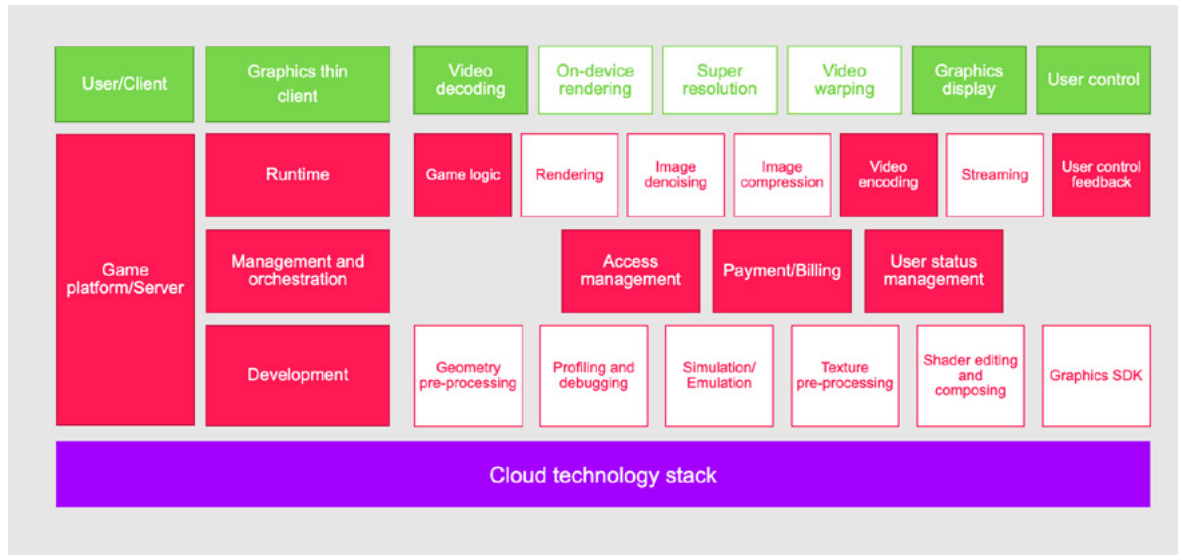 User/Client
Graphics thin
client
Video
decoding
On-device
rendering
Super
resolution
Video
warping
Graphics
display
User control
Game
platform/Server
Runtime
Game logic
Rendering
Image
denoising
Image
compression
Video
encoding
Streaming
User control
feedback
Management and
orchestration
Access
management
Payment/Billing
User status
management
Development
Geometry
pre-processing
Profiling and
debugging
Simulation/
Emulation
Texture
pre-processing
Shader editing
and
composing
Graphics SDK
Cloud technology stack